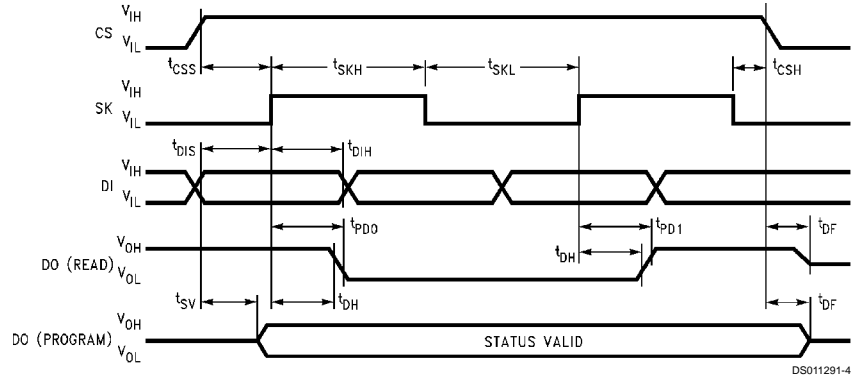 V_IH
CS
V_IL
t_CSS
t_SKH
t_SKL
t_CSH
V_IH
SK
V_IL
t_DIS
t_DIH
V_IH
DI
V_IL
t_PD0
t_PD1
t_DF
V_OH
DO (READ)
V_OL
t_DH
t_SV
t_DH
t_DF
V_OH
DO (PROGRAM)
V_OL
STATUS VALID
DS011291-4